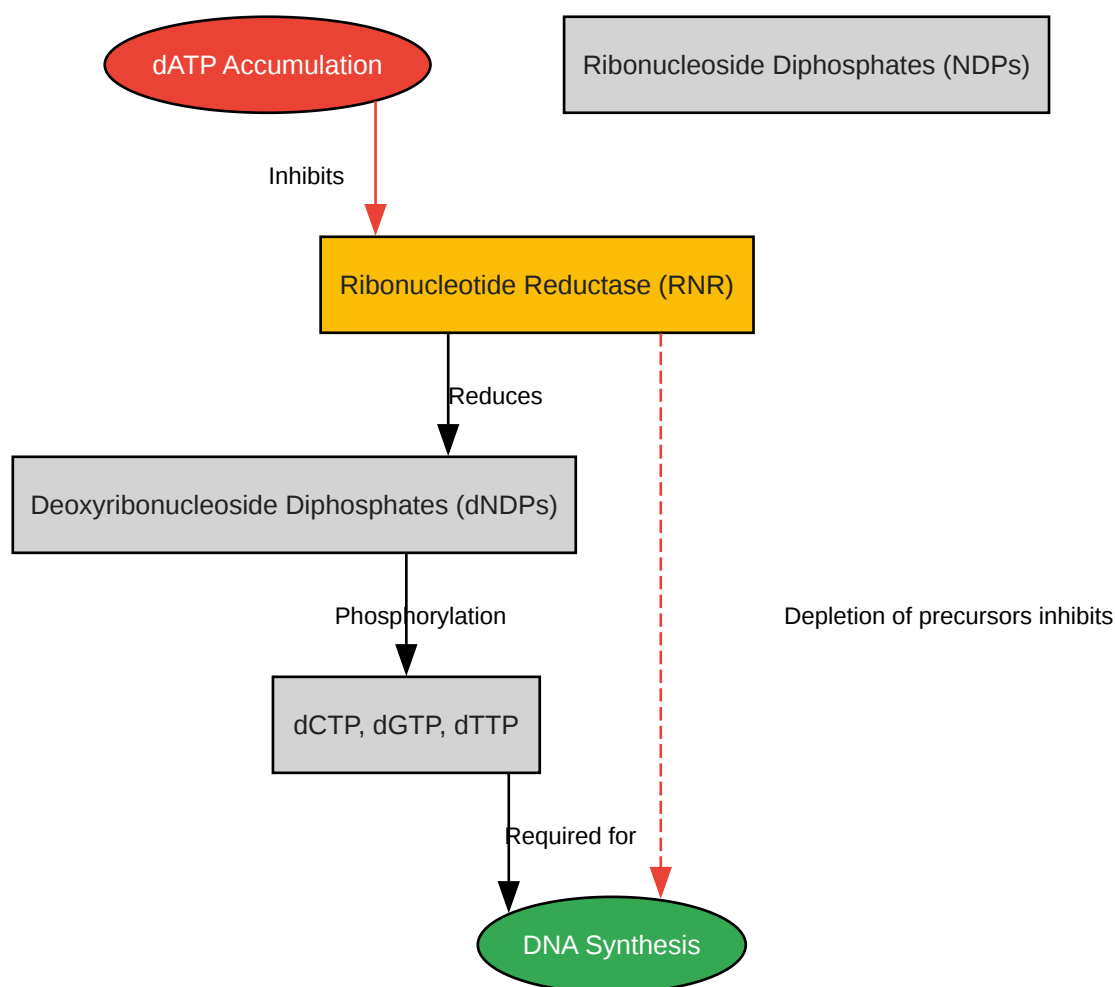 dATP Accumulation
Ribonucleoside Diphosphates (NDPs)
Inhibits
Ribonucleotide Reductase (RNR)
Reduces
Deoxyribonucleoside Diphosphates (dNDPs)
Phosphorylation
Depletion of precursors inhibits
dCTP, dGTP, dTTP
Required for
DNA Synthesis